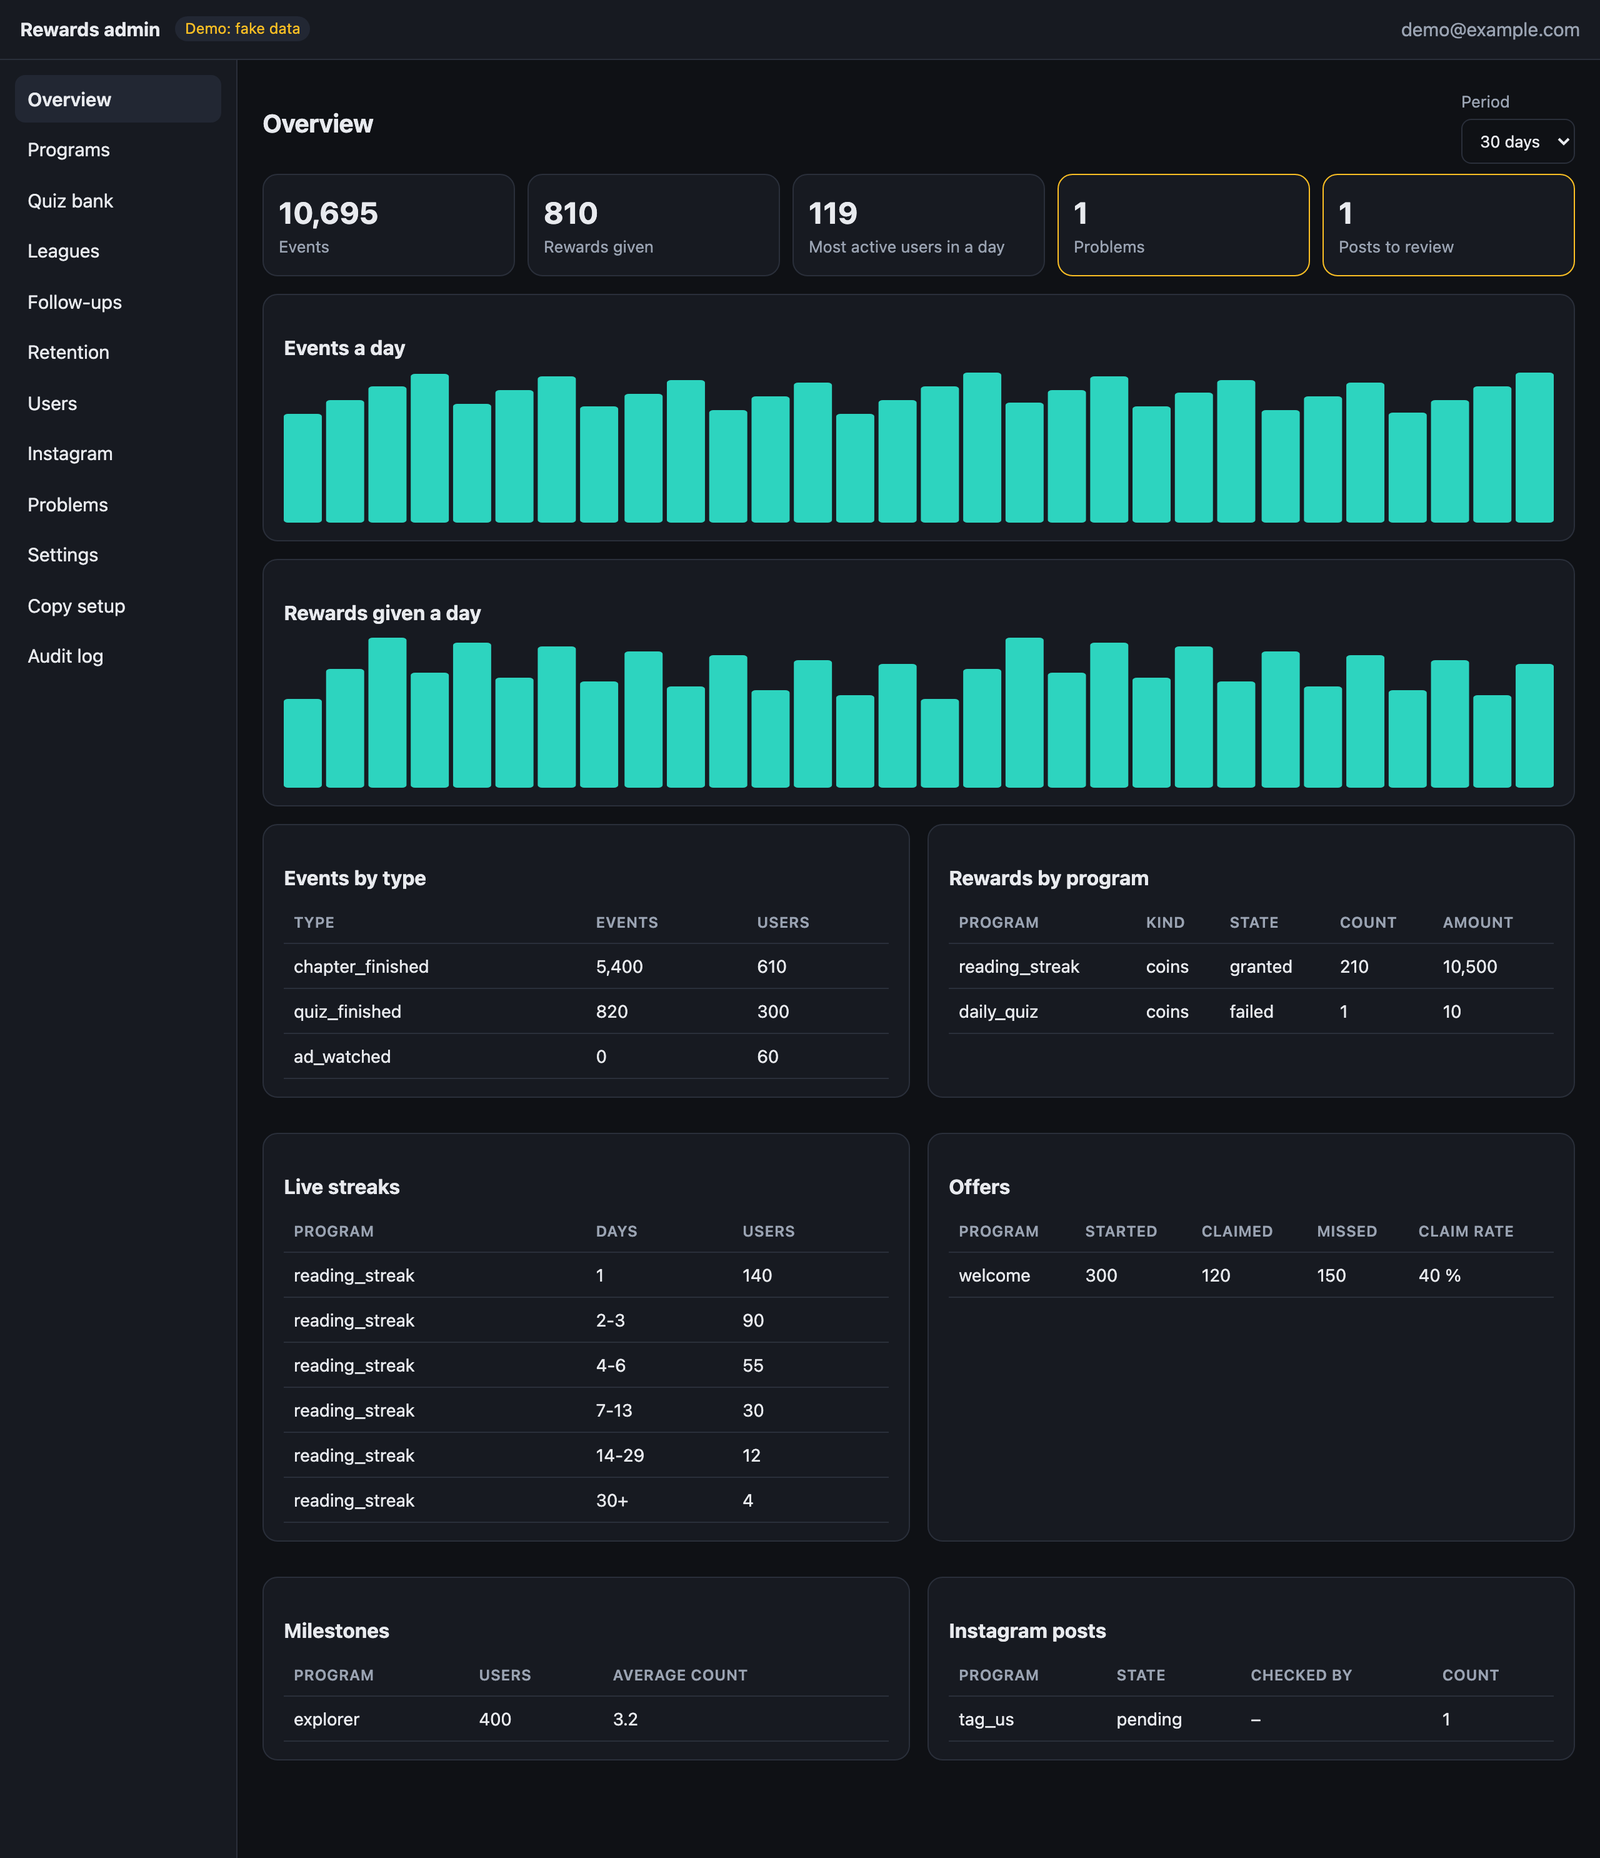 Rewards admin Demo: fake data demo@example.com
Overview
Programs
Quiz bank
Leagues
Follow-ups
Retention
Users
Instagram
Problems
Settings
Copy setup
Audit log
Overview
Period
30 days
10,695
Events
810
Rewards given
119
Most active users in a day
1
Problems
1
Posts to review
Events a day
Rewards given a day
Events by type
TYPE EVENTS USERS
chapter_finished 5,400 610
quiz_finished 820 300
ad_watched 0 60
Rewards by program
PROGRAM KIND STATE COUNT AMOUNT
reading_streak coins granted 210 10,500
daily_quiz coins failed 1 10
Live streaks
PROGRAM DAYS USERS
reading_streak 1 140
reading_streak 2-3 90
reading_streak 4-6 55
reading_streak 7-13 30
reading_streak 14-29 12
reading_streak 30+ 4
Offers
PROGRAM STARTED CLAIMED MISSED CLAIM RATE
welcome 300 120 150 40 %
Milestones
PROGRAM USERS AVERAGE COUNT
explorer 400 3.2
Instagram posts
PROGRAM STATE CHECKED BY COUNT
tag_us pending – 1